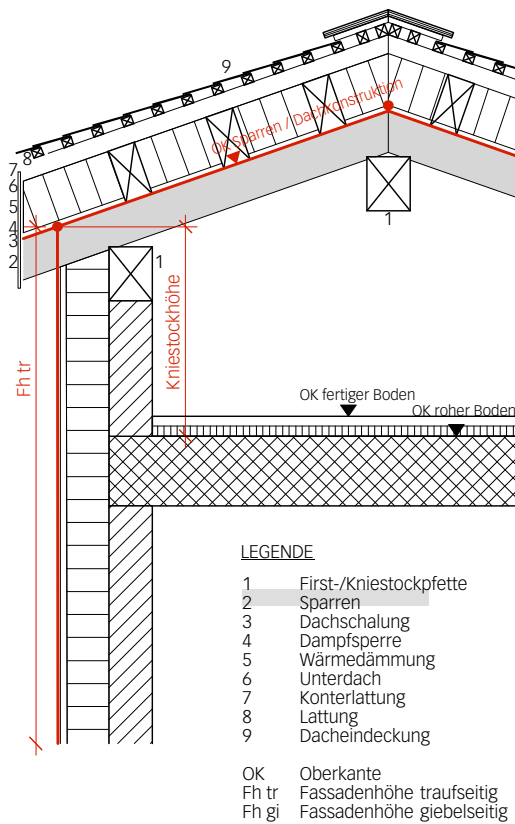 9
OK Sparren / Dachkonstruktion
8
7
6
5
4
3
2
1
1
Kniestockhöhe
Fh tr
OK fertiger Boden
OK roher Boden
LEGENDE
1 First-/Kniestockpfette
2 Sparren
3 Dachschalung
4 Dampfsperre
5 Wärmedämmung
6 Unterdach
7 Konterlattung
8 Lattung
9 Dacheindeckung
OK Oberkante
Fh tr Fassadenhöhe traufseitig
Fh gi Fassadenhöhe giebelseitig